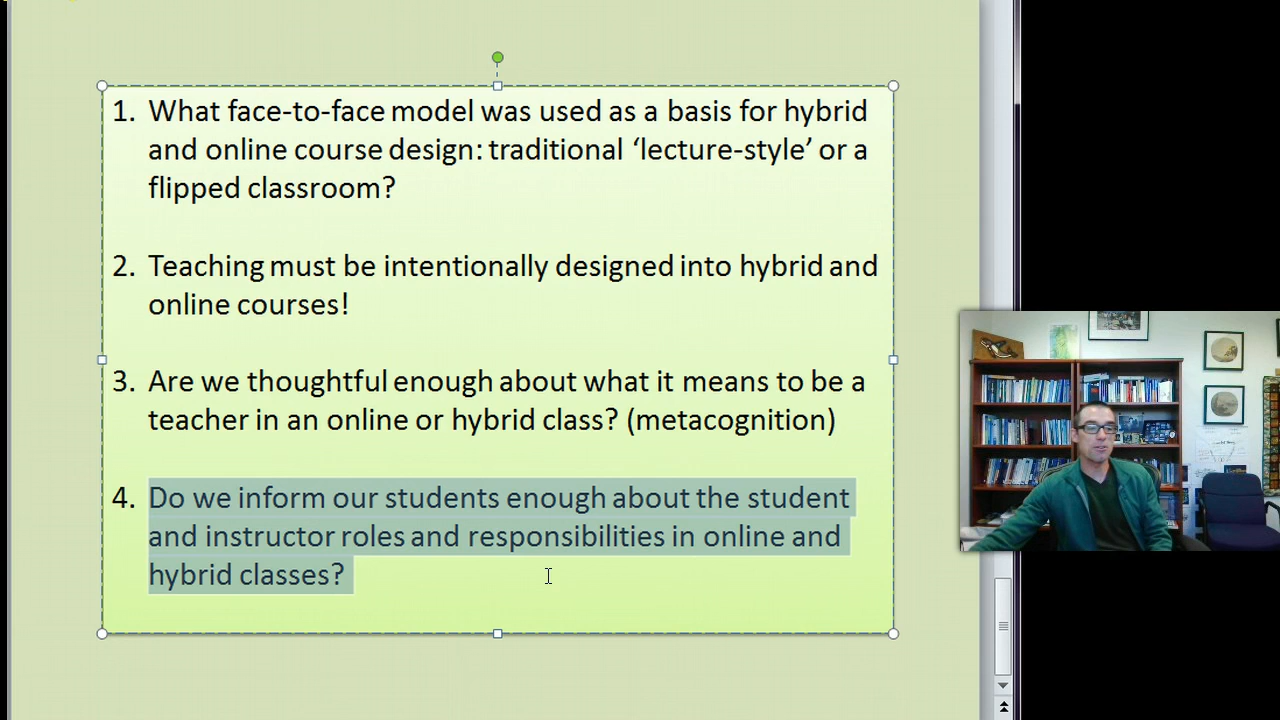 1. What face-to-face model was used as a basis for hybrid
and online course design: traditional ‘lecture-style’ or a
flipped classroom?
2. Teaching must be intentionally designed into hybrid and
online courses!
3. Are we thoughtful enough about what it means to be a
teacher in an online or hybrid class? (metacognition)
4. Do we inform our students enough about the student
and instructor roles and responsibilities in online and
hybrid classes?